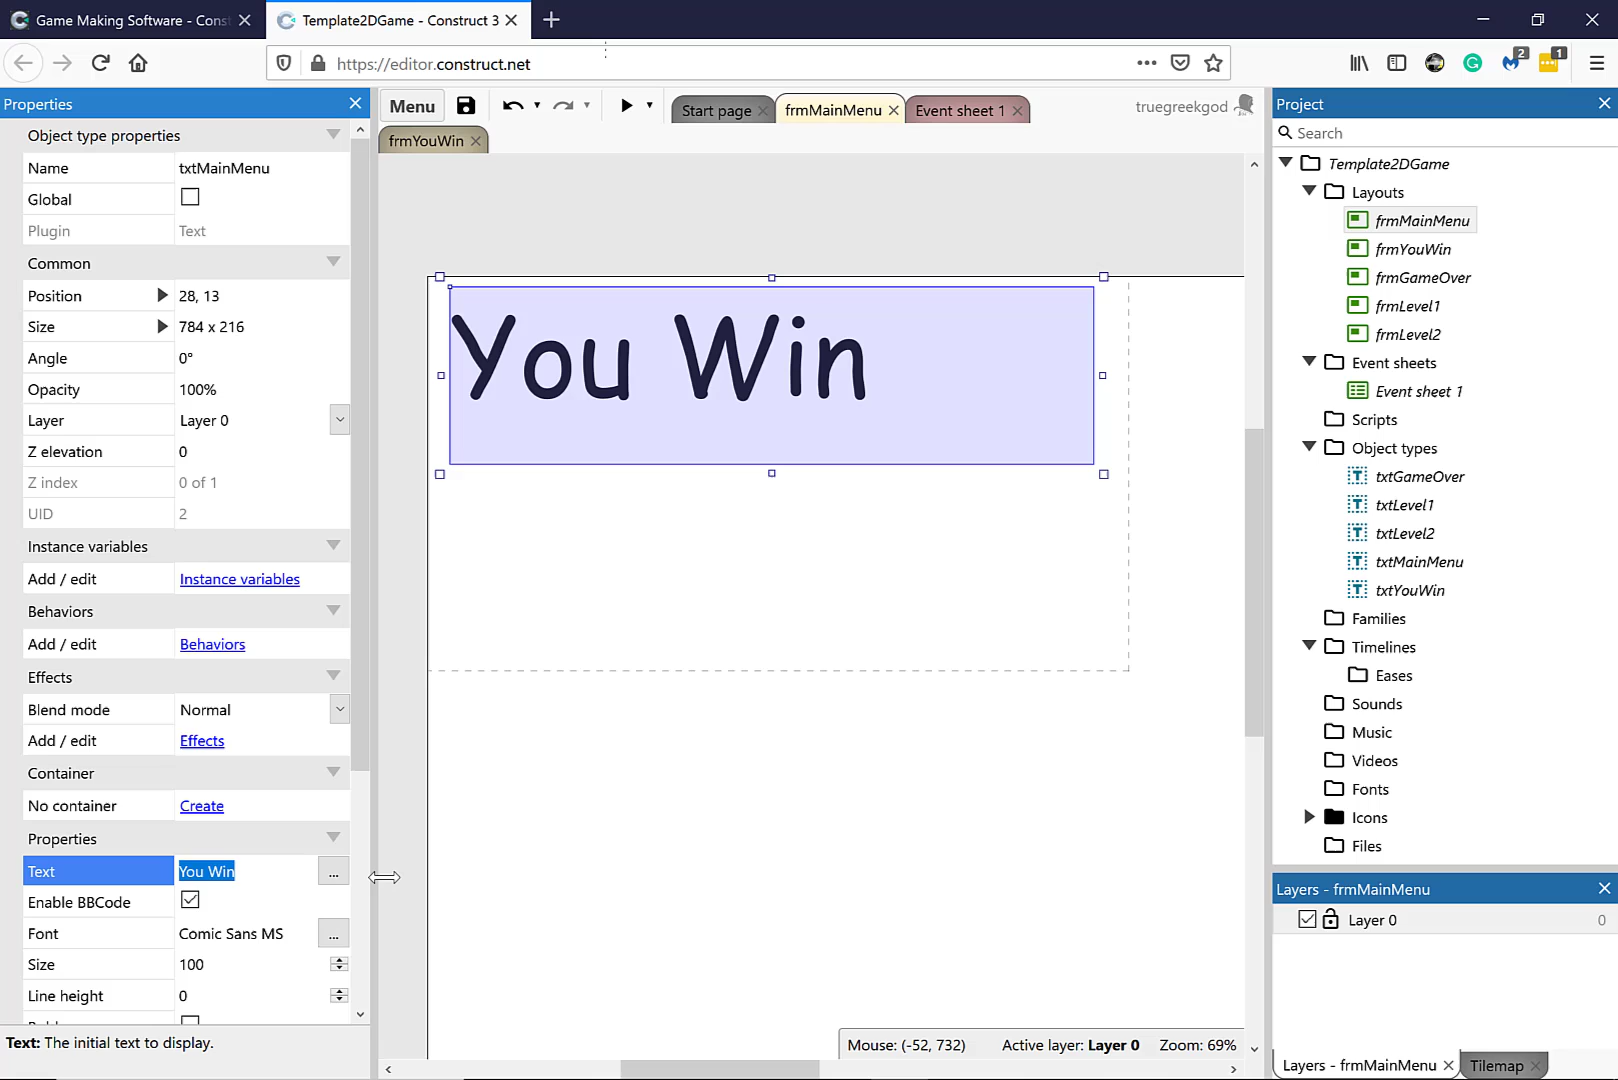 Game Making Software - Cons
Template2DGame - Construct 3
https://editor.construct.net
2
1
Properties
Object type properties
Name txtMainMenu
Global
Plugin Text
Common
Position 28, 13
Size 784 x 216
Angle 0°
Opacity 100%
Layer Layer 0
Z elevation 0
Z index 0 of 1
UID 2
Instance variables
Add / edit Instance variables
Behaviors
Add / edit Behaviors
Effects
Blend mode Normal
Add / edit Effects
Container
No container Create
Properties
Text You Win ...
Enable BBCode
Font Comic Sans MS ...
Size 100
Line height 0
Text: The initial text to display.
Menu
Start page
frmMainMenu
Event sheet 1
truegreekgod
frmYouWin
You Win
Mouse: (-52, 732) Active layer: Layer 0 Zoom: 69%
Project
Search
Template2DGame
Layouts
frmMainMenu
frmYouWin
frmGameOver
frmLevel1
frmLevel2
Event sheets
Event sheet 1
Scripts
Object types
txtGameOver
txtLevel1
txtLevel2
txtMainMenu
txtYouWin
Families
Timelines
Eases
Sounds
Music
Videos
Fonts
Icons
Files
Layers - frmMainMenu
Layer 0 0
Layers - frmMainMenu
Tilemap